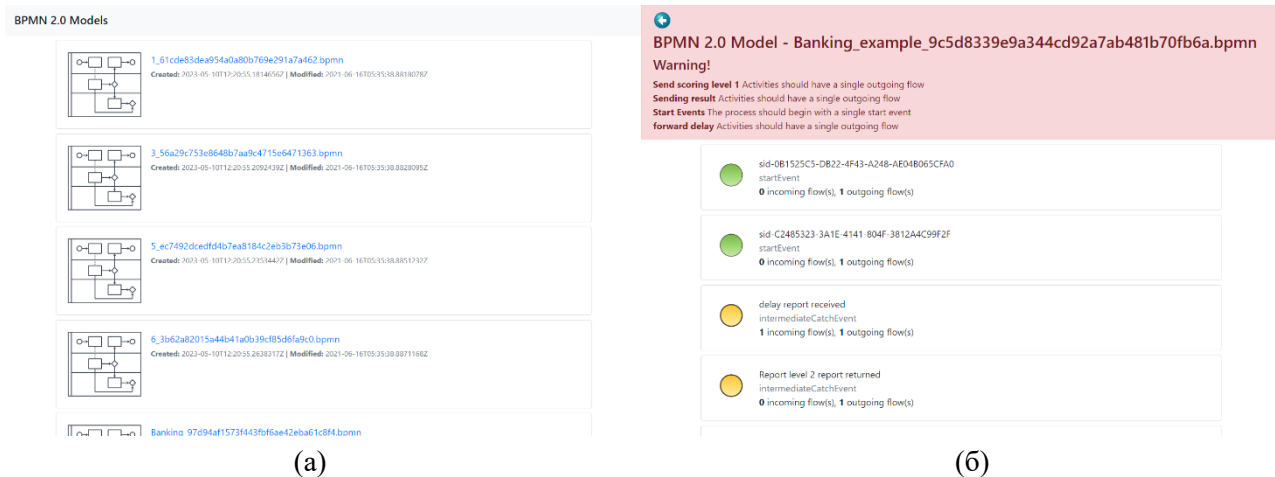 BPMN 2.0 Models
1_61cde83dea954a0a80b769e291a7a462.bpmn
Created: 2023-05-10T12:20:55.1814656Z | Modified: 2021-06-16T05:35:38.8818078Z
3_56a29c753e8648b7aa9c4715e6471363.bpmn
Created: 2023-05-10T12:20:55.2092439Z | Modified: 2021-06-16T05:35:38.8828095Z
5_ec7492dcedfd4b7ea8184c2eb3b73e06.bpmn
Created: 2023-05-10T12:20:55.2353442Z | Modified: 2021-06-16T05:35:38.8851232Z
6_3b62a82015a44b41a0b39cf85d6fa9c0.bpmn
Created: 2023-05-10T12:20:55.2638317Z | Modified: 2021-06-16T05:35:38.8871168Z
Banking_97d94af1573f443fbf6ae42eba61c8f4.bpmn
(а)
BPMN 2.0 Model - Banking_example_9c5d8339e9a344cd92a7ab481b70fb6a.bpmn
Warning!
Send scoring level 1 Activities should have a single outgoing flow
Sending result Activities should have a single outgoing flow
Start Events The process should begin with a single start event
forward delay Activities should have a single outgoing flow
sid-0B1525C5-DB22-4F43-A248-AE04B065CFA0
startEvent
0 incoming flow(s), 1 outgoing flow(s)
sid-C2485323-3A1E-4141-804F-3812A4C99F2F
startEvent
0 incoming flow(s), 1 outgoing flow(s)
delay report received
intermediateCatchEvent
1 incoming flow(s), 1 outgoing flow(s)
Report level 2 report returned
intermediateCatchEvent
0 incoming flow(s), 1 outgoing flow(s)
(б)